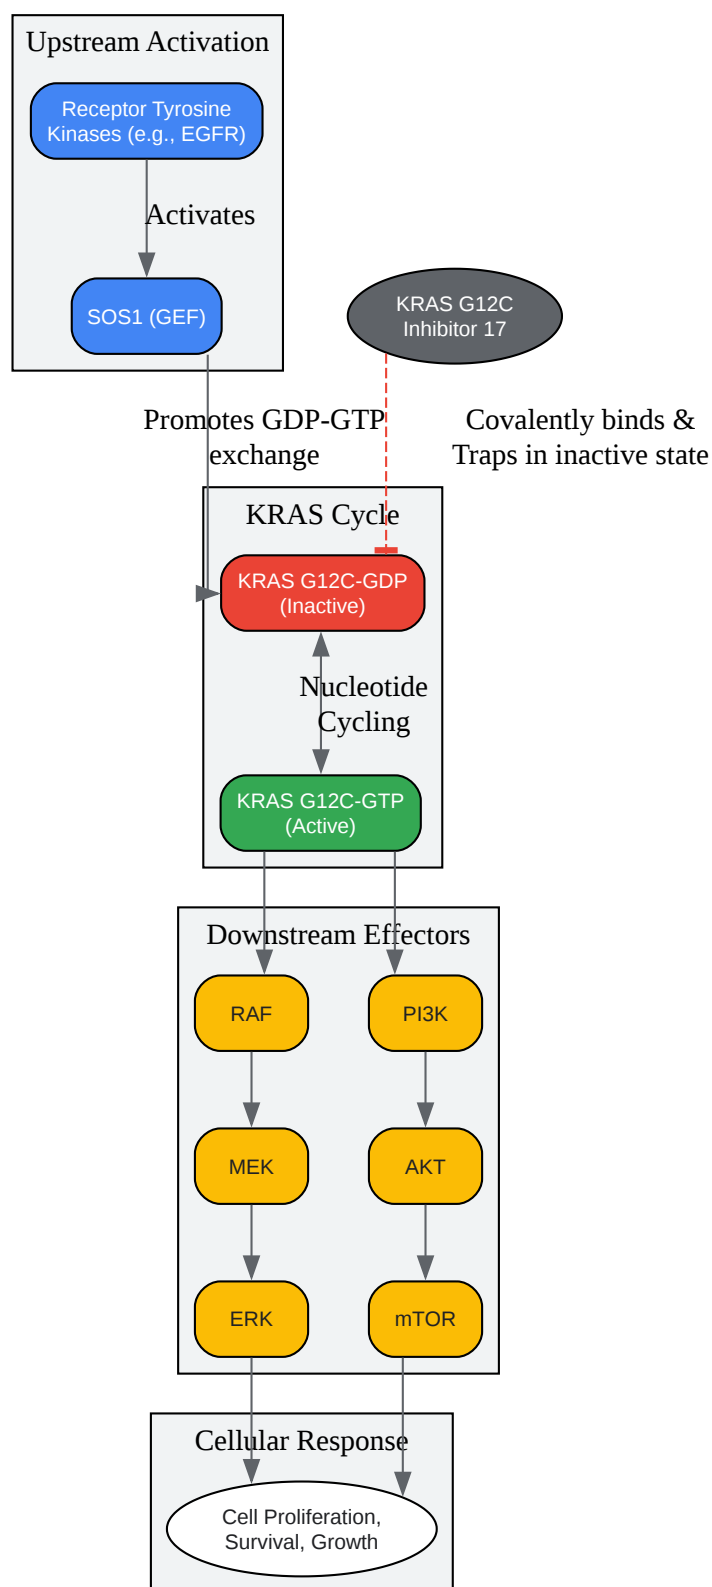 Upstream Activation
Receptor Tyrosine
Kinases (e.g., EGFR)
Activates
SOS1 (GEF)
KRAS G12C
Inhibitor 17
Promotes GDP-GTP
exchange
Covalently binds &
Traps in inactive state
KRAS Cycle
KRAS G12C-GDP
(Inactive)
Nucleotide
Cycling
KRAS G12C-GTP
(Active)
Downstream Effectors
RAF
PI3K
MEK
AKT
ERK
mTOR
Cellular Response
Cell Proliferation,
Survival, Growth